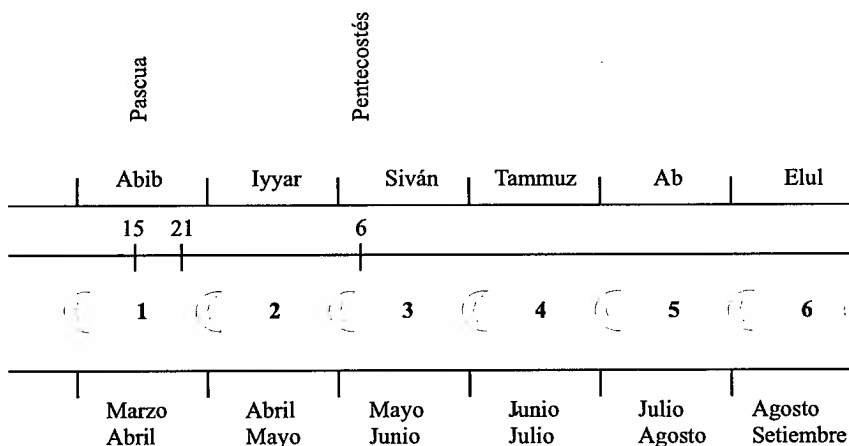 Pascua
Pentecostés
Abib Iyyar Siván Tammuz Ab Elul
15 21 6
1 2 3 4 5 6
Marzo Abril Mayo Junio Julio Agosto
Abril Mayo Junio Julio Agosto Setiembre